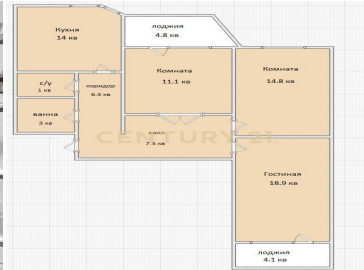 Кухня
14 кв
лоджия
4.8 кв
Комната
11.1 кв
Комната
14.8 кв
с/у
1 кв
коридор
6.3 кв
ванна
3 кв
CENTURY 21
холл
7.5 кв
Гостиная
18.9 кв
лоджия
4.1 кв